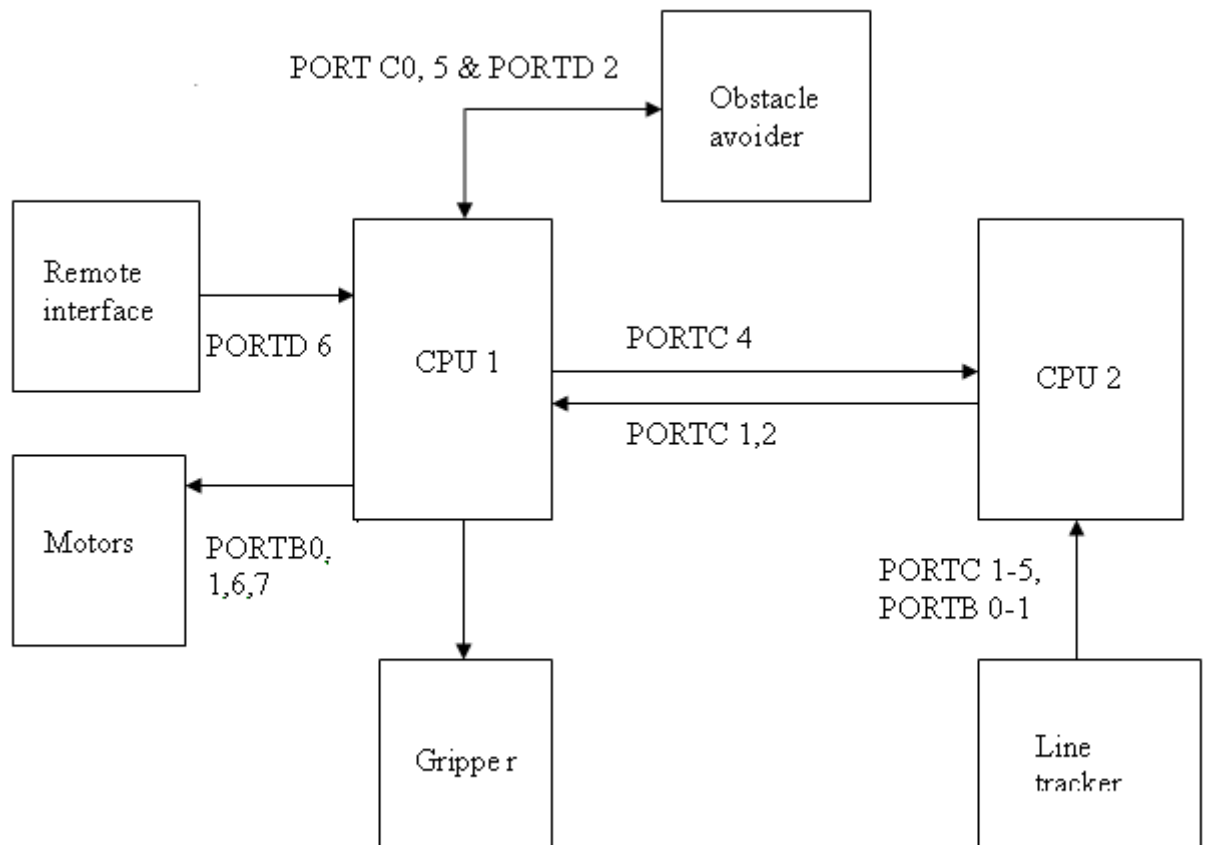 PORT C0, 5 & PORTD 2
Obstacle
avoider
Remote
interface
PORTD 6
CPU 1
PORTC 4
PORTC 1,2
CPU 2
Motors
PORTB0,
1,6,7
PORTC 1-5,
PORTB 0-1
Gripper
Line
tracker